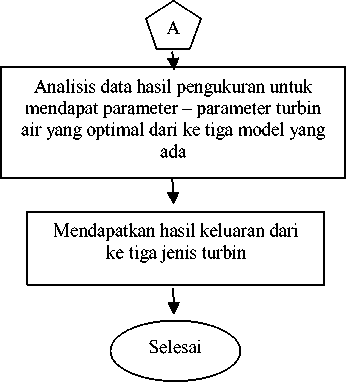 A
Analisis data hasil pengukuran untuk
mendapat parameter – parameter turbin
air yang optimal dari ke tiga model yang
ada
Mendapatkan hasil keluaran dari
ke tiga jenis turbin
Selesai